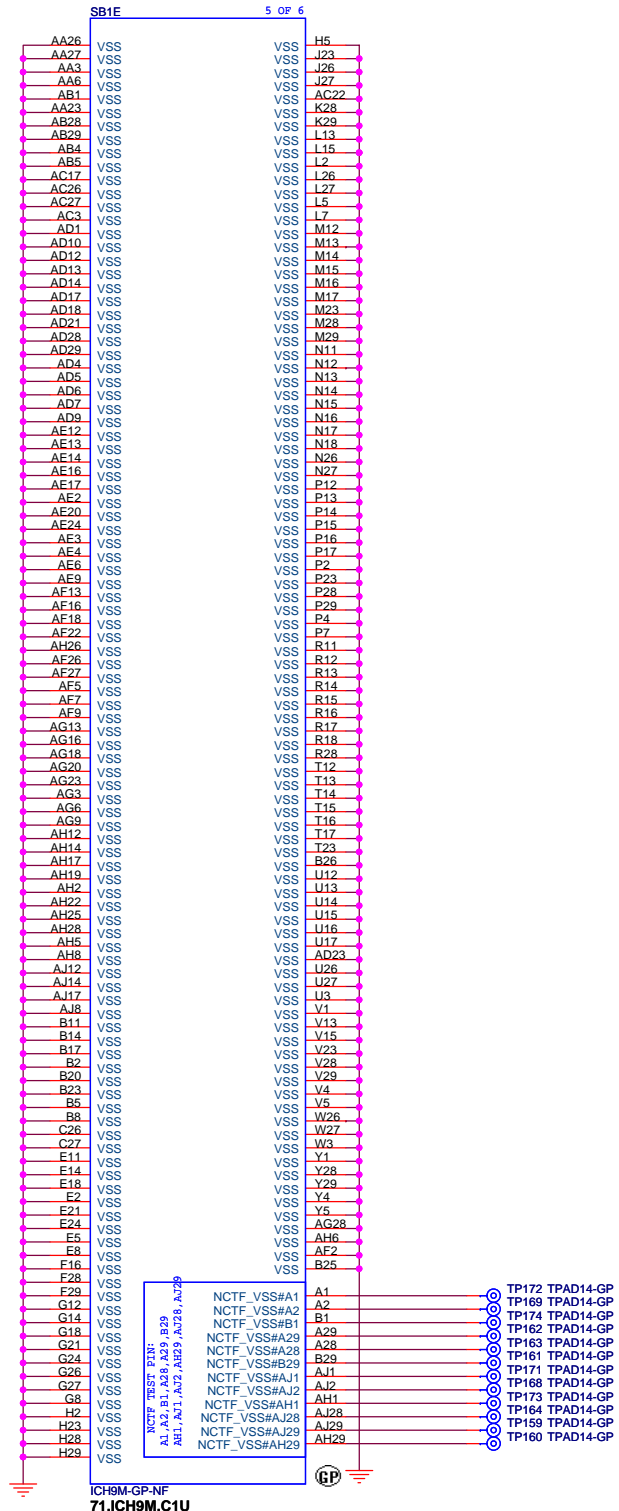 SB1E 5 OF 6
AA26 VSS VSS H5
AA27 VSS VSS J23
AA3 VSS VSS J26
AA6 VSS VSS J27
AB1 VSS VSS AC22
AA23 VSS VSS K28
AB28 VSS VSS K29
AB29 VSS VSS L13
AB4 VSS VSS L15
AB5 VSS VSS L2
AC17 VSS VSS L26
AC26 VSS VSS L27
AC27 VSS VSS L5
AC3 VSS VSS L7
AD1 VSS VSS M12
AD10 VSS VSS M13
AD12 VSS VSS M14
AD13 VSS VSS M15
AD14 VSS VSS M16
AD17 VSS VSS M17
AD18 VSS VSS M23
AD21 VSS VSS M28
AD28 VSS VSS M29
AD29 VSS VSS N11
AD4 VSS VSS N12
AD5 VSS VSS N13
AD6 VSS VSS N14
AD7 VSS VSS N15
AD9 VSS VSS N16
AE12 VSS VSS N17
AE13 VSS VSS N18
AE14 VSS VSS N26
AE16 VSS VSS N27
AE17 VSS VSS P12
AE2 VSS VSS P13
AE20 VSS VSS P14
AE24 VSS VSS P15
AE3 VSS VSS P16
AE4 VSS VSS P17
AE6 VSS VSS P2
AE9 VSS VSS P23
AF13 VSS VSS P28
AF16 VSS VSS P29
AF18 VSS VSS P4
AF22 VSS VSS P7
AH26 VSS VSS R11
AF26 VSS VSS R12
AF27 VSS VSS R13
AF5 VSS VSS R14
AF7 VSS VSS R15
AF9 VSS VSS R16
AG13 VSS VSS R17
AG16 VSS VSS R18
AG18 VSS VSS R28
AG20 VSS VSS T12
AG23 VSS VSS T13
AG3 VSS VSS T14
AG6 VSS VSS T15
AG9 VSS VSS T16
AH12 VSS VSS T17
AH14 VSS VSS T23
AH17 VSS VSS B26
AH19 VSS VSS U12
AH2 VSS VSS U13
AH22 VSS VSS U14
AH25 VSS VSS U15
AH28 VSS VSS U16
AH5 VSS VSS U17
AH8 VSS VSS AD23
AJ12 VSS VSS U26
AJ14 VSS VSS U27
AJ17 VSS VSS U3
AJ8 VSS VSS V1
B11 VSS VSS V13
B14 VSS VSS V15
B17 VSS VSS V23
B2 VSS VSS V28
B20 VSS VSS V29
B23 VSS VSS V4
B5 VSS VSS V5
B8 VSS VSS W26
C26 VSS VSS W27
C27 VSS VSS W3
E11 VSS VSS Y1
E14 VSS VSS Y28
E18 VSS VSS Y29
E2 VSS VSS Y4
E21 VSS VSS Y5
E24 VSS VSS AG28
E5 VSS VSS AH6
E8 VSS VSS AF2
F16 VSS VSS B25
F28 VSS
F29 VSS NCTF_VSS#A1 A1 TP172 TPAD14-GP
G12 VSS NCTF_VSS#A2 A2 TP169 TPAD14-GP
G14 VSS NCTF_VSS#B1 B1 TP174 TPAD14-GP
G18 VSS NCTF_VSS#A29 A29 TP162 TPAD14-GP
G21 VSS NCTF_VSS#A28 A28 TP163 TPAD14-GP
G24 VSS NCTF_VSS#B29 B29 TP161 TPAD14-GP
G26 VSS NCTF_VSS#AJ1 AJ1 TP171 TPAD14-GP
G27 VSS NCTF_VSS#AJ2 AJ2 TP168 TPAD14-GP
G8 VSS NCTF_VSS#AH1 AH1 TP173 TPAD14-GP
H2 VSS NCTF_VSS#AJ28 AJ28 TP164 TPAD14-GP
H23 VSS NCTF_VSS#AJ29 AJ29 TP159 TPAD14-GP
H28 VSS NCTF_VSS#AH29 AH29 TP160 TPAD14-GP
H29 VSS
NCTF TEST PIN:
A1,A2,B1,A28,A29,B29
AH1,AJ1,AJ2,AH29,AJ28,AJ29
GP
ICH9M-GP-NF
71.ICH9M.C1U